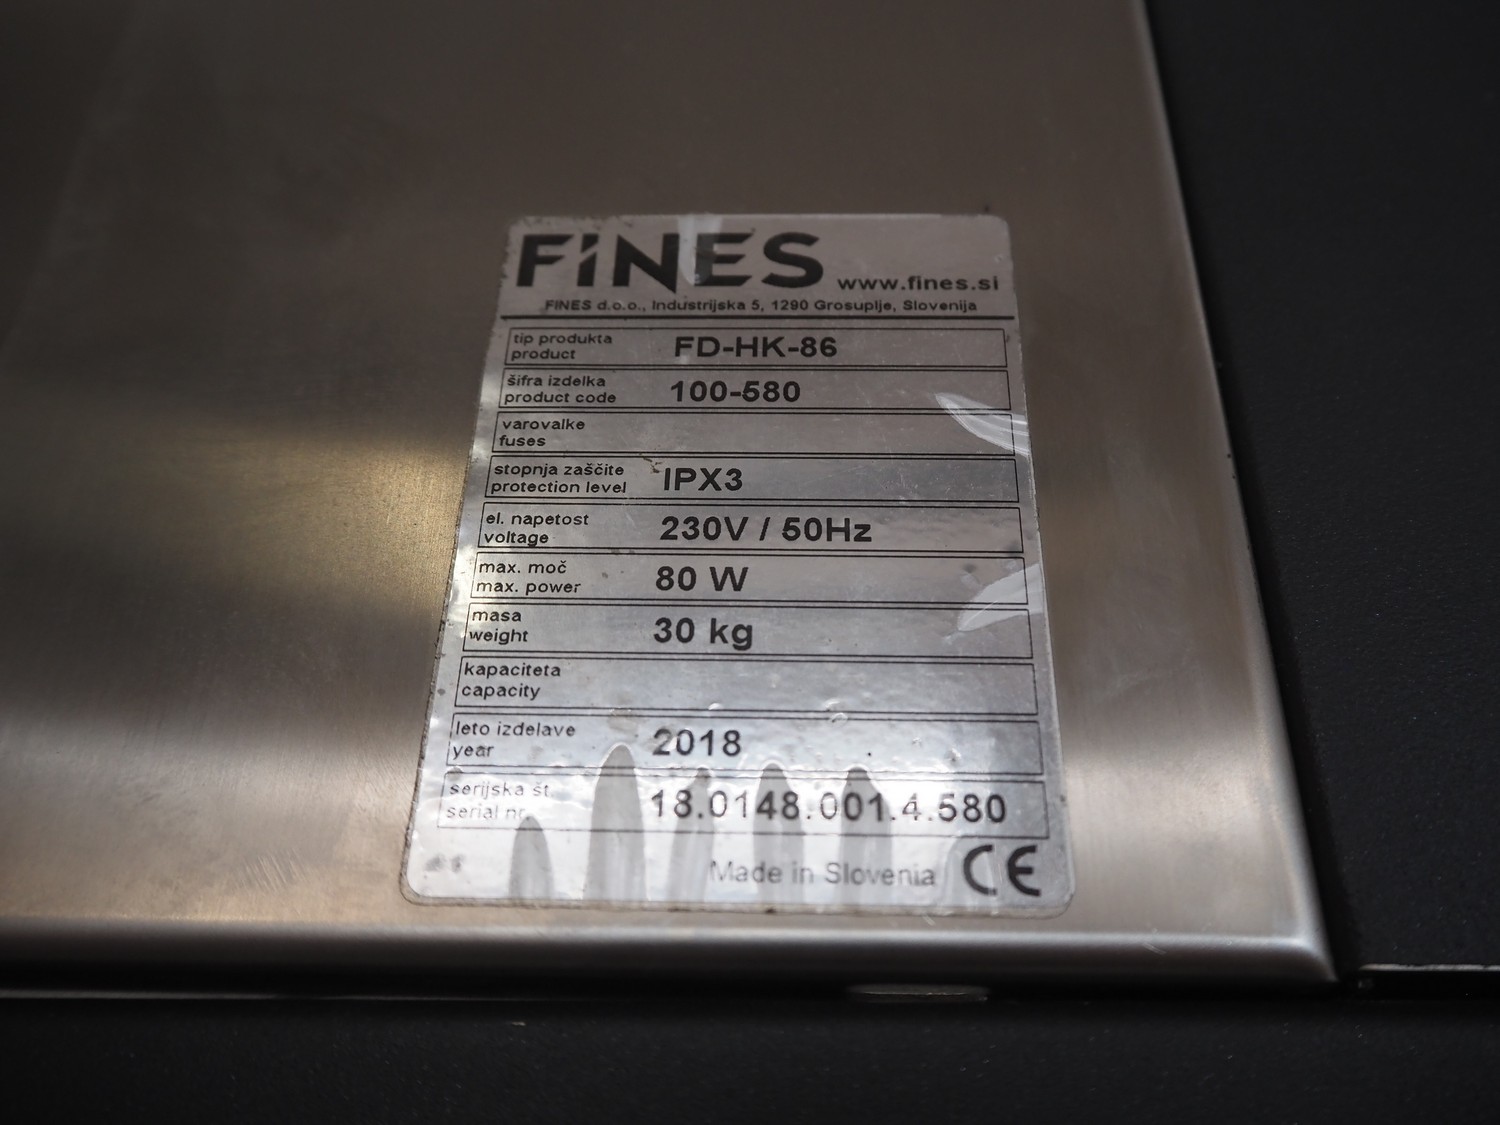 FINES www.fines.si
FINES d.o.o., Industrijska 5, 1290 Grosuplje, Slovenija
tip produkta
product
FD-HK-86
šifra izdelka
product code
100-580
varovalke
fuses
stopnja zaščite
protection level
IPX3
el. napetost
voltage
230V / 50Hz
max. moč
max. power
80 W
masa
weight
30 kg
kapaciteta
capacity
leto izdelave
year
2018
serijska št.
serial nr.
18.0148.001.4.580
Made in Slovenia CE